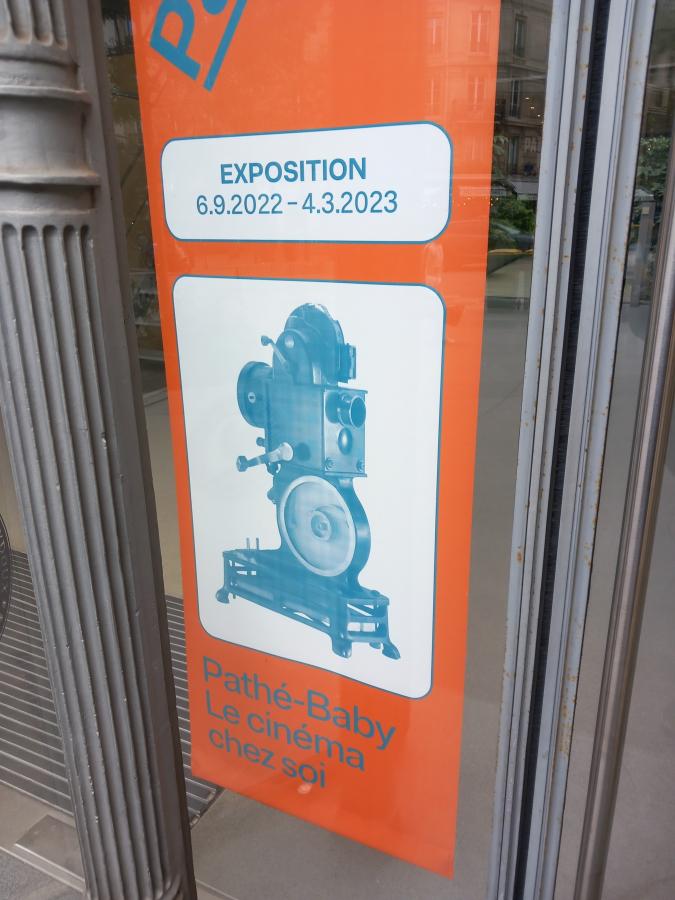 EXPOSITION
6.9.2022 – 4.3.2023
Pathé-Baby
Le cinéma
chez soi